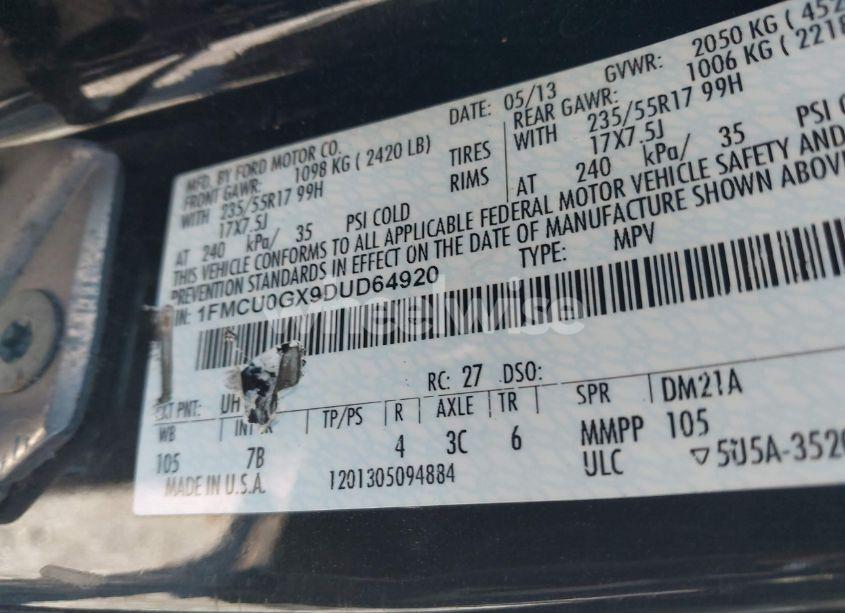 MFD. BY FORD MOTOR CO.
DATE: 05/13
GVWR: 2050 KG (
FRONT GAWR: 1098 KG ( 2420 LB)
REAR GAWR: 1006 KG (
WITH 235/55R17 99H TIRES
WITH 235/55R17 99H
17X7.5J RIMS
17X7.5J
AT 240 kPa/ 35 PSI COLD
AT 240 kPa/ 35 PSI
THIS VEHICLE CONFORMS TO ALL APPLICABLE FEDERAL MOTOR VEHICLE SAFETY AND
PREVENTION STANDARDS IN EFFECT ON THE DATE OF MANUFACTURE SHOWN ABOVE
IN: 1FMCU0GX9DUD64920
TYPE: MPV
wheelwise
PNT: UH
RC: 27 DSO:
WB TP/PS R AXLE TR SPR DM21A
105 7B 4 3C 6 MMPP 105
MADE IN U.S.A. 1201305094884 ULC